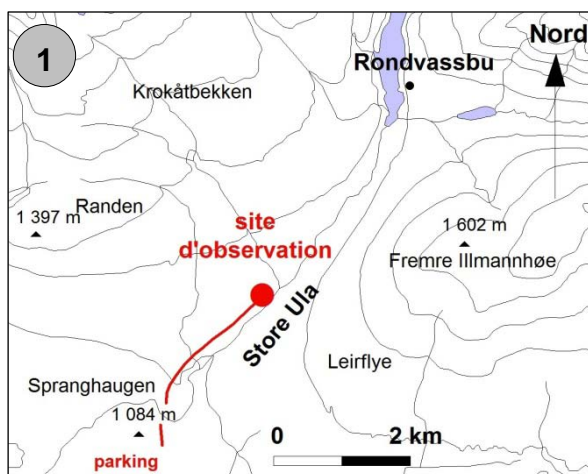 1
Nord
Rondvassbu
Krokåtbekken
Randen
1 397 m
site
d'observation
1 602 m
Fremre Illmannhøe
Store Ula
Leirflye
Spranghaugen
1 084 m
parking
0
2 km